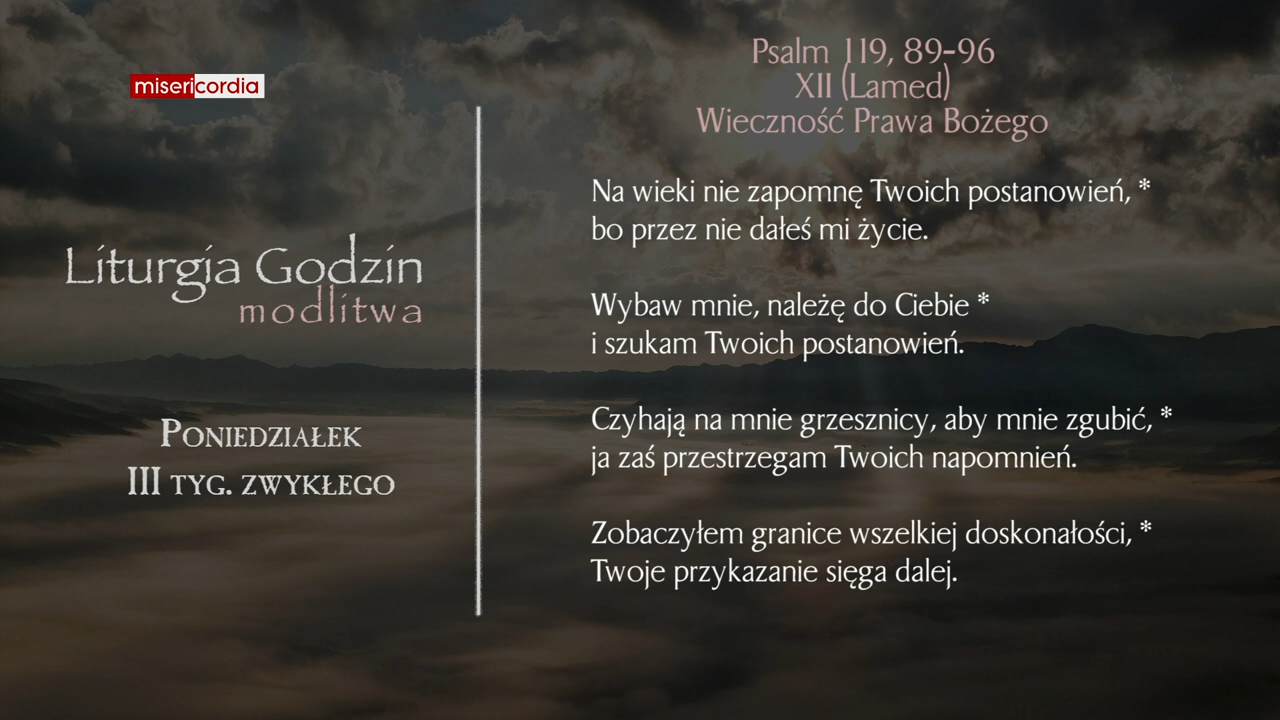 misericordia
Liturgia Godzin
modlitwa
Poniedziałek
III tyg. zwykłego
Psalm 119, 89-96
XII (Lamed)
Wieczność Prawa Bożego
Na wieki nie zapomnę Twoich postanowień, *
bo przez nie dałeś mi życie.
Wybaw mnie, należę do Ciebie *
i szukam Twoich postanowień.
Czyhają na mnie grzesznicy, aby mnie zgubić, *
ja zaś przestrzegam Twoich napomnień.
Zobaczyłem granice wszelkiej doskonałości, *
Twoje przykazanie sięga dalej.